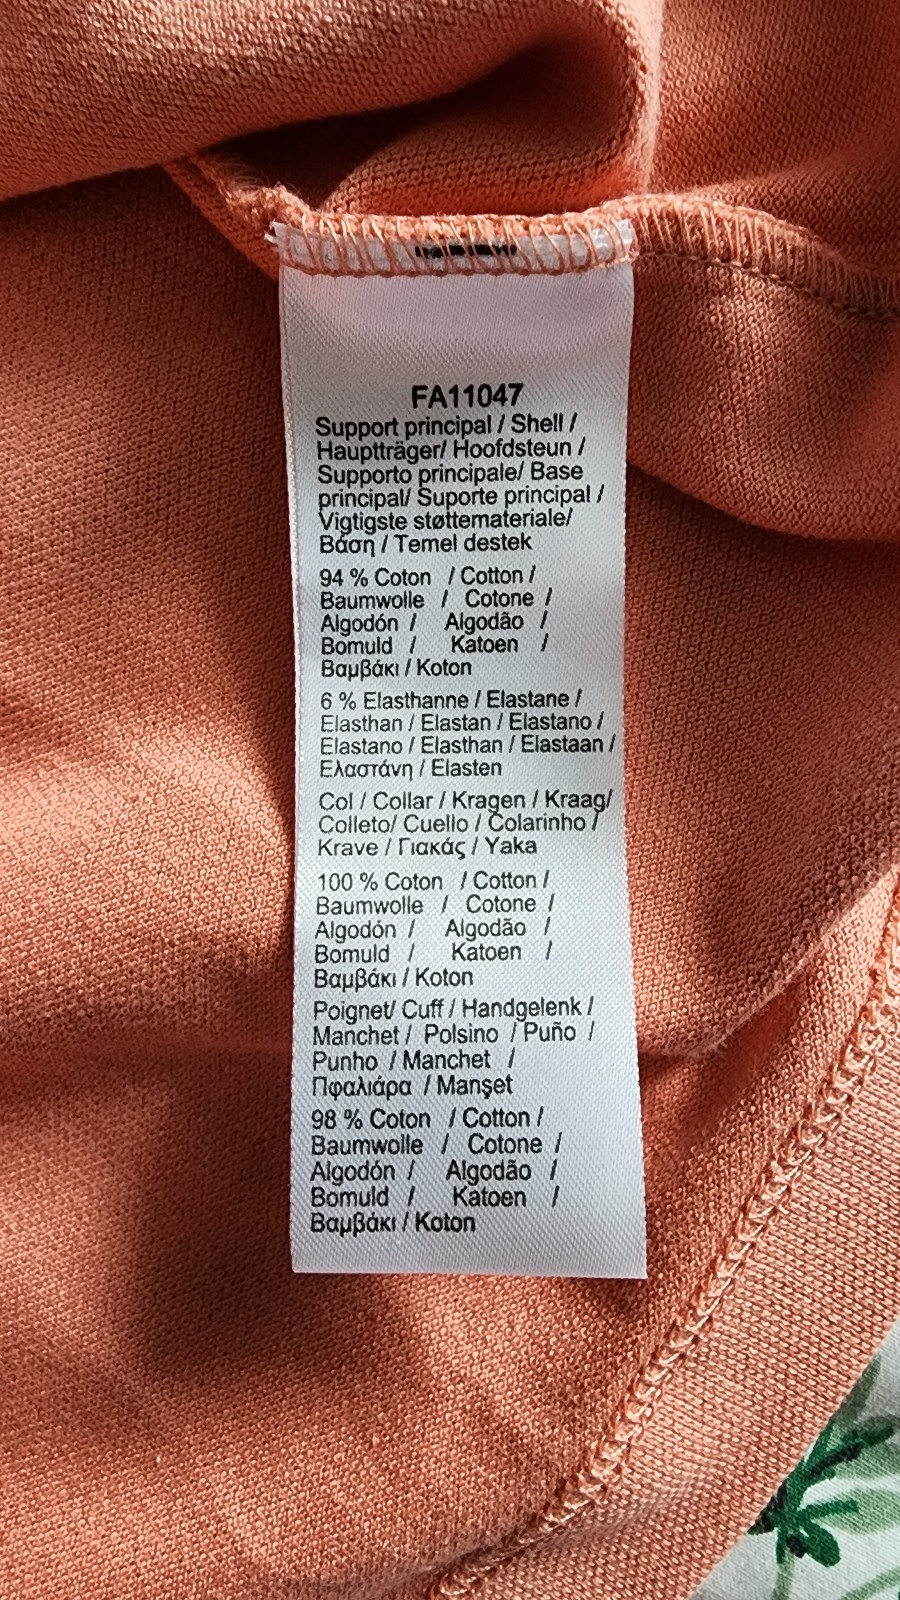 FA11047
Support principal / Shell /
Hauptträger/ Hoofdsteun /
Supporto principale/ Base
principal/ Suporte principal /
Vigtigste støttemateriale/
Βάση / Temel destek
94 % Coton / Cotton /
Baumwolle / Cotone /
Algodón / Algodão /
Bomuld / Katoen /
Βαμβάκι / Koton
6 % Elasthanne / Elastane /
Elasthan / Elastan / Elastano /
Elastano / Elasthan / Elastaan /
Ελαστάνη / Elasten
Col / Collar / Kragen / Kraag/
Colleto/ Cuello / Colarinho /
Krave / Γιακάς / Yaka
100 % Coton / Cotton /
Baumwolle / Cotone /
Algodón / Algodão /
Bomuld / Katoen /
Βαμβάκι / Koton
Poignet/ Cuff / Handgelenk /
Manchet / Polsino / Puño /
Punho / Manchet /
Πφαλιάρα / Manşet
98 % Coton / Cotton /
Baumwolle / Cotone /
Algodón / Algodão /
Bomuld / Katoen /
Βαμβάκι / Koton